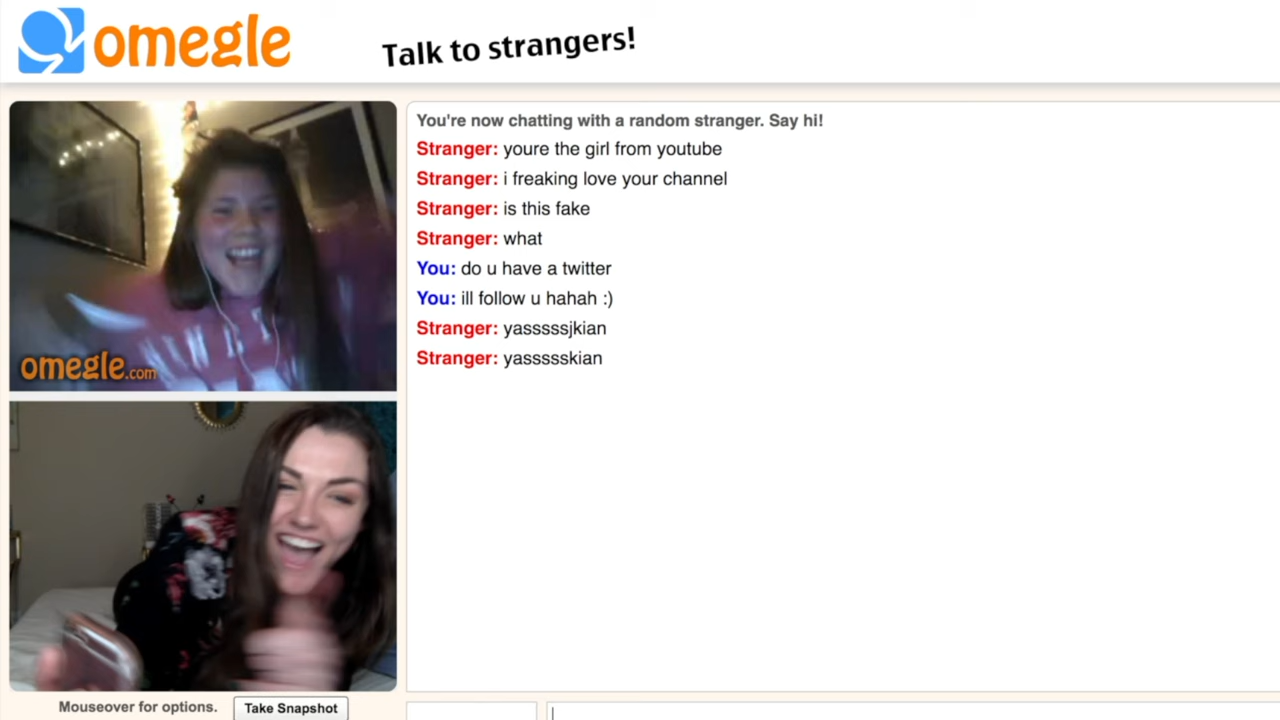 omegle
Talk to strangers!
You're now chatting with a random stranger. Say hi!
Stranger: youre the girl from youtube
Stranger: i freaking love your channel
Stranger: is this fake
Stranger: what
You: do u have a twitter
You: ill follow u hahah :)
Stranger: yasssssjkian
Stranger: yassssskian
omegle.com
Mouseover for options.
Take Snapshot